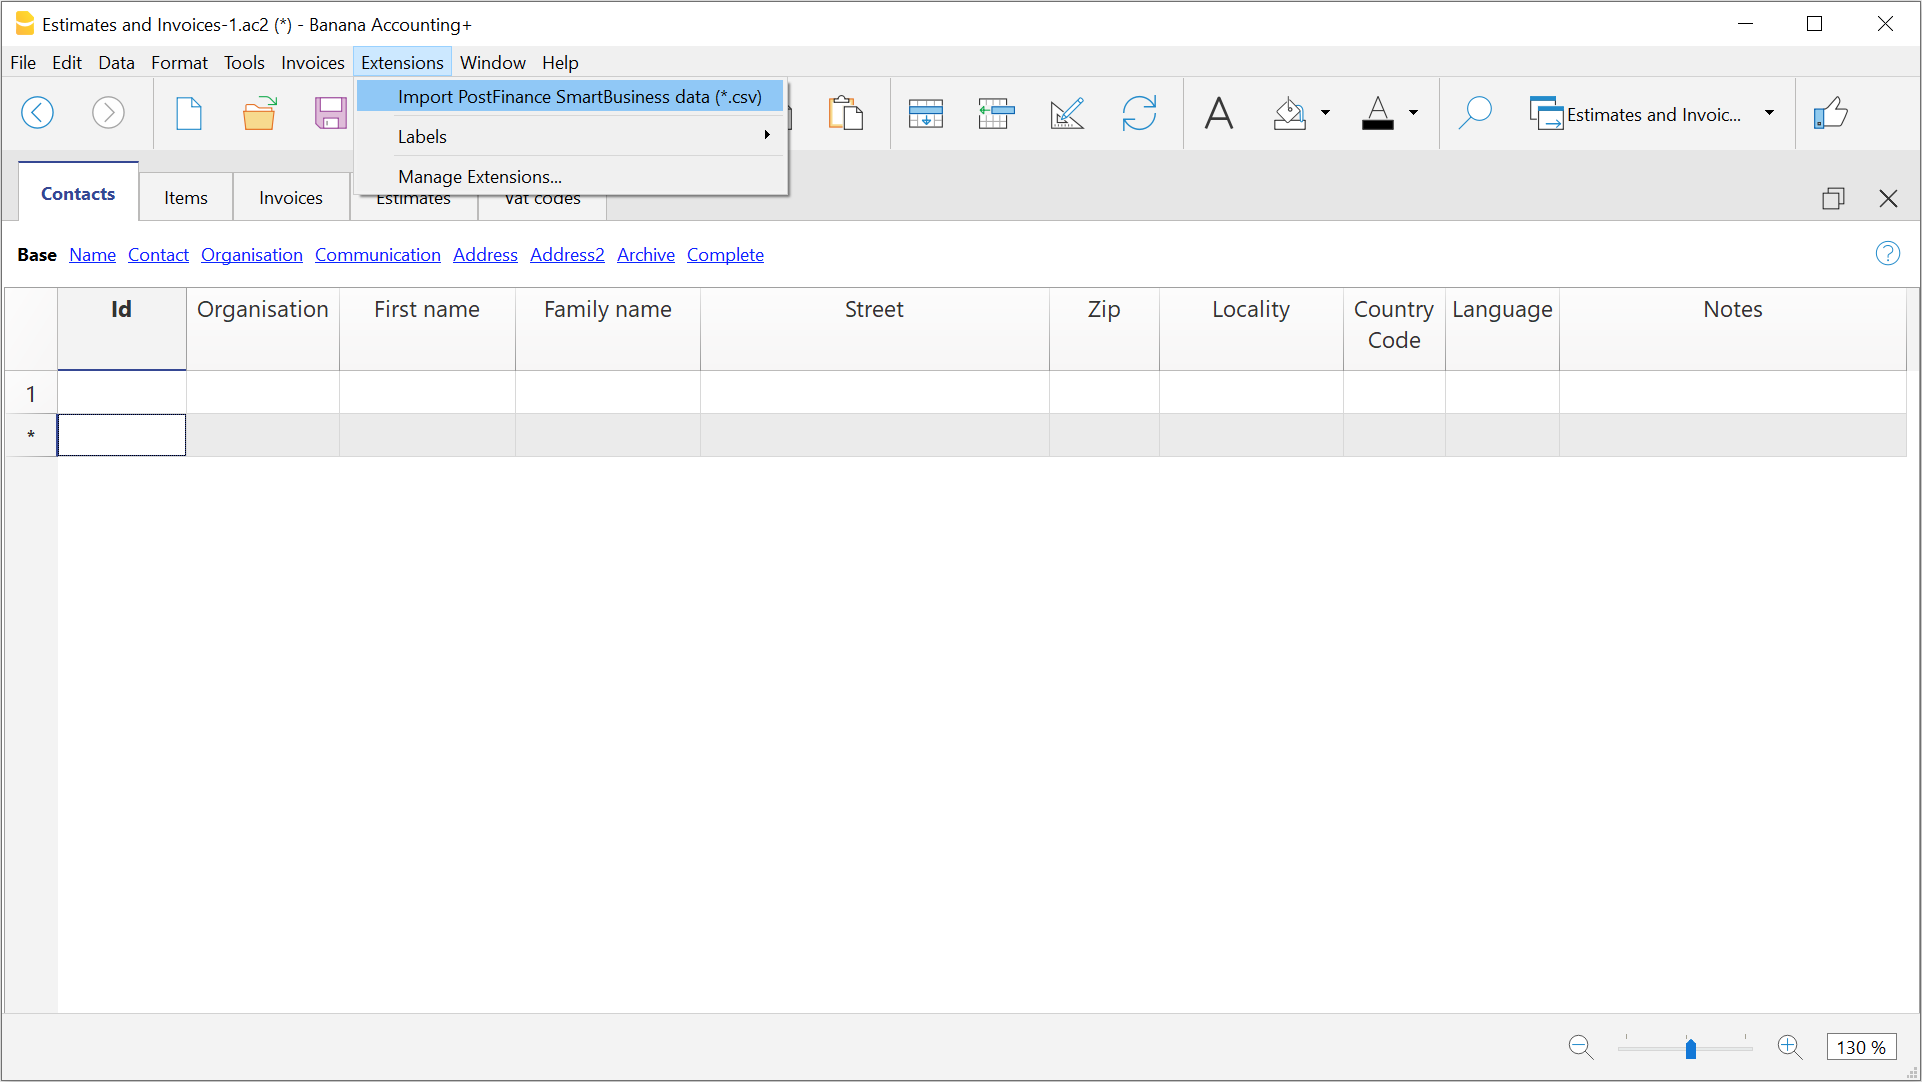 Estimates and Invoices-1.ac2 (*) - Banana Accounting+
File Edit Data Format Tools Invoices Extensions Window Help
Import PostFinance SmartBusiness data (*.csv)
Labels
Manage Extensions...
Estimates and Invoic...
Contacts Items Invoices Estimates Vat codes
Base Name Contact Organisation Communication Address Address2 Archive Complete
Id Organisation First name Family name Street Zip Locality Country Code Language Notes
1
*
130 %